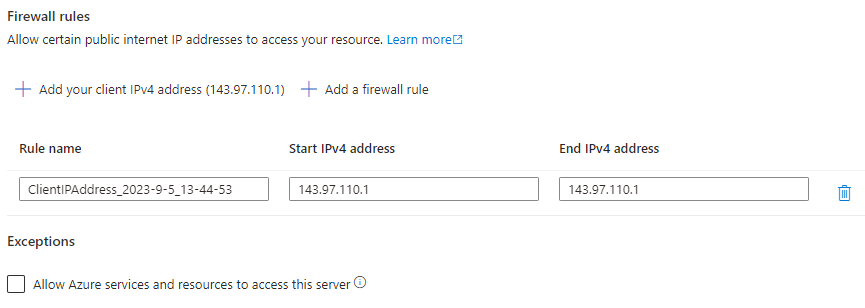 Firewall rules
Allow certain public internet IP addresses to access your resource. Learn more
Add your client IPv4 address (143.97.110.1) Add a firewall rule
Rule name Start IPv4 address End IPv4 address
ClientIPAddress_2023-9-5_13-44-53 143.97.110.1 143.97.110.1
Exceptions
Allow Azure services and resources to access this server